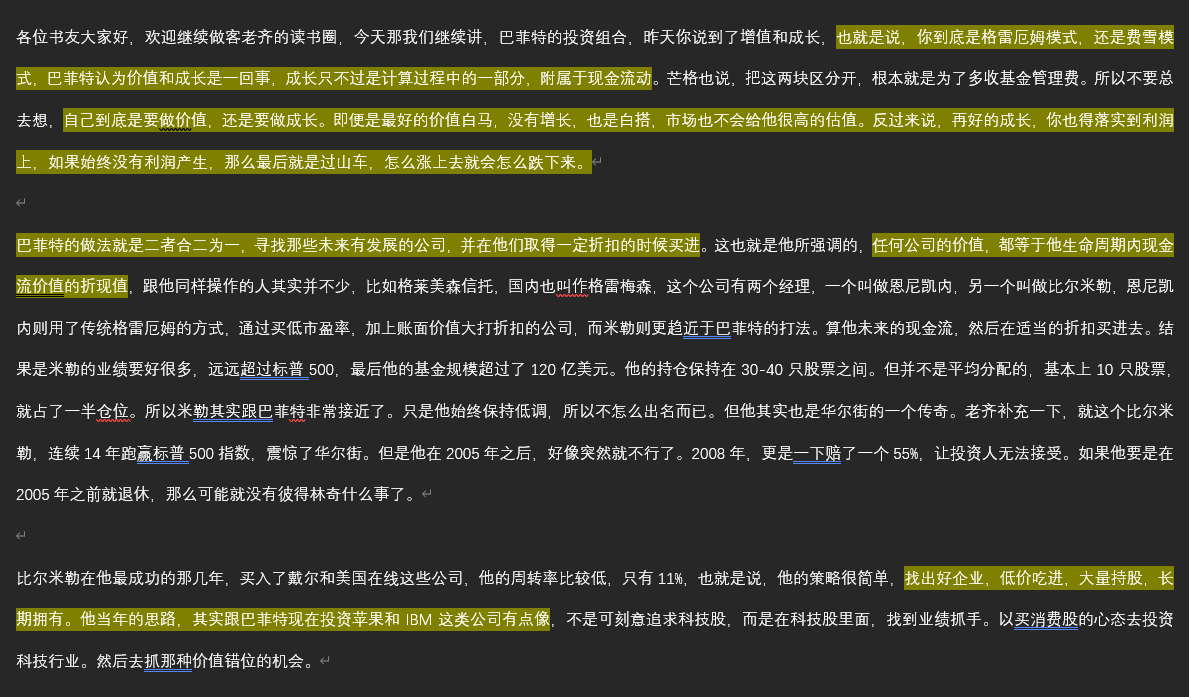 各位书友大家好，欢迎继续做客老齐的读书圈，今天那我们继续讲，巴菲特的投资组合，昨天你说到了增值和成长，也就是说，你到底是格雷厄姆模式，还是费雪模
式，巴菲特认为价值和成长是一回事，成长只不过是计算过程中的一部分，附属于现金流动。芒格也说，把这两块区分开，根本就是为了多收基金管理费。所以不要总
去想，自己到底是要做价值，还是要做成长。即便是最好的价值白马，没有增长，也是白搭，市场也不会给他很高的估值。反过来说，再好的成长，你也得落实到利润
上，如果始终没有利润产生，那么最后就是过山车，怎么涨上去就会怎么跌下来。
巴菲特的做法就是二者合二为一，寻找那些未来有发展的公司，并在他们取得一定折扣的时候买进。这也就是他所强调的，任何公司的价值，都等于他生命周期内现金
流价值的折现值，跟他同样操作的人其实并不少，比如格莱美森信托，国内也叫作格雷梅森，这个公司有两个经理，一个叫做恩尼凯内，另一个叫做比尔米勒，恩尼凯
内则用了传统格雷厄姆的方式，通过买低市盈率，加上账面价值大打折扣的公司，而米勒则更趋近于巴菲特的打法。算他未来的现金流，然后在适当的折扣买进去。结
果是米勒的业绩要好很多，远远超过标普 500，最后他的基金规模超过了 120 亿美元。他的持仓保持在 30-40 只股票之间。但并不是平均分配的，基本上 10 只股票，
就占了一半仓位。所以米勒其实跟巴菲特非常接近了。只是他始终保持低调，所以不怎么出名而已。但他其实也是华尔街的一个传奇。老齐补充一下，就这个比尔米
勒，连续 14 年跑赢标普 500 指数，震惊了华尔街。但是他在 2005 年之后，好像突然就不行了。2008 年，更是一下赔了一个 55%，让投资人无法接受。如果他要是在
2005 年之前就退休，那么可能就没有彼得林奇什么事了。
比尔米勒在他最成功的那几年，买入了戴尔和美国在线这些公司，他的周转率比较低，只有 11%，也就是说，他的策略很简单，找出好企业，低价吃进，大量持股，长
期拥有。他当年的思路，其实跟巴菲特现在投资苹果和 IBM 这类公司有点像，不是可刻意追求科技股，而是在科技股里面，找到业绩抓手。以买消费股的心态去投资
科技行业。然后去抓那种价值错位的机会。